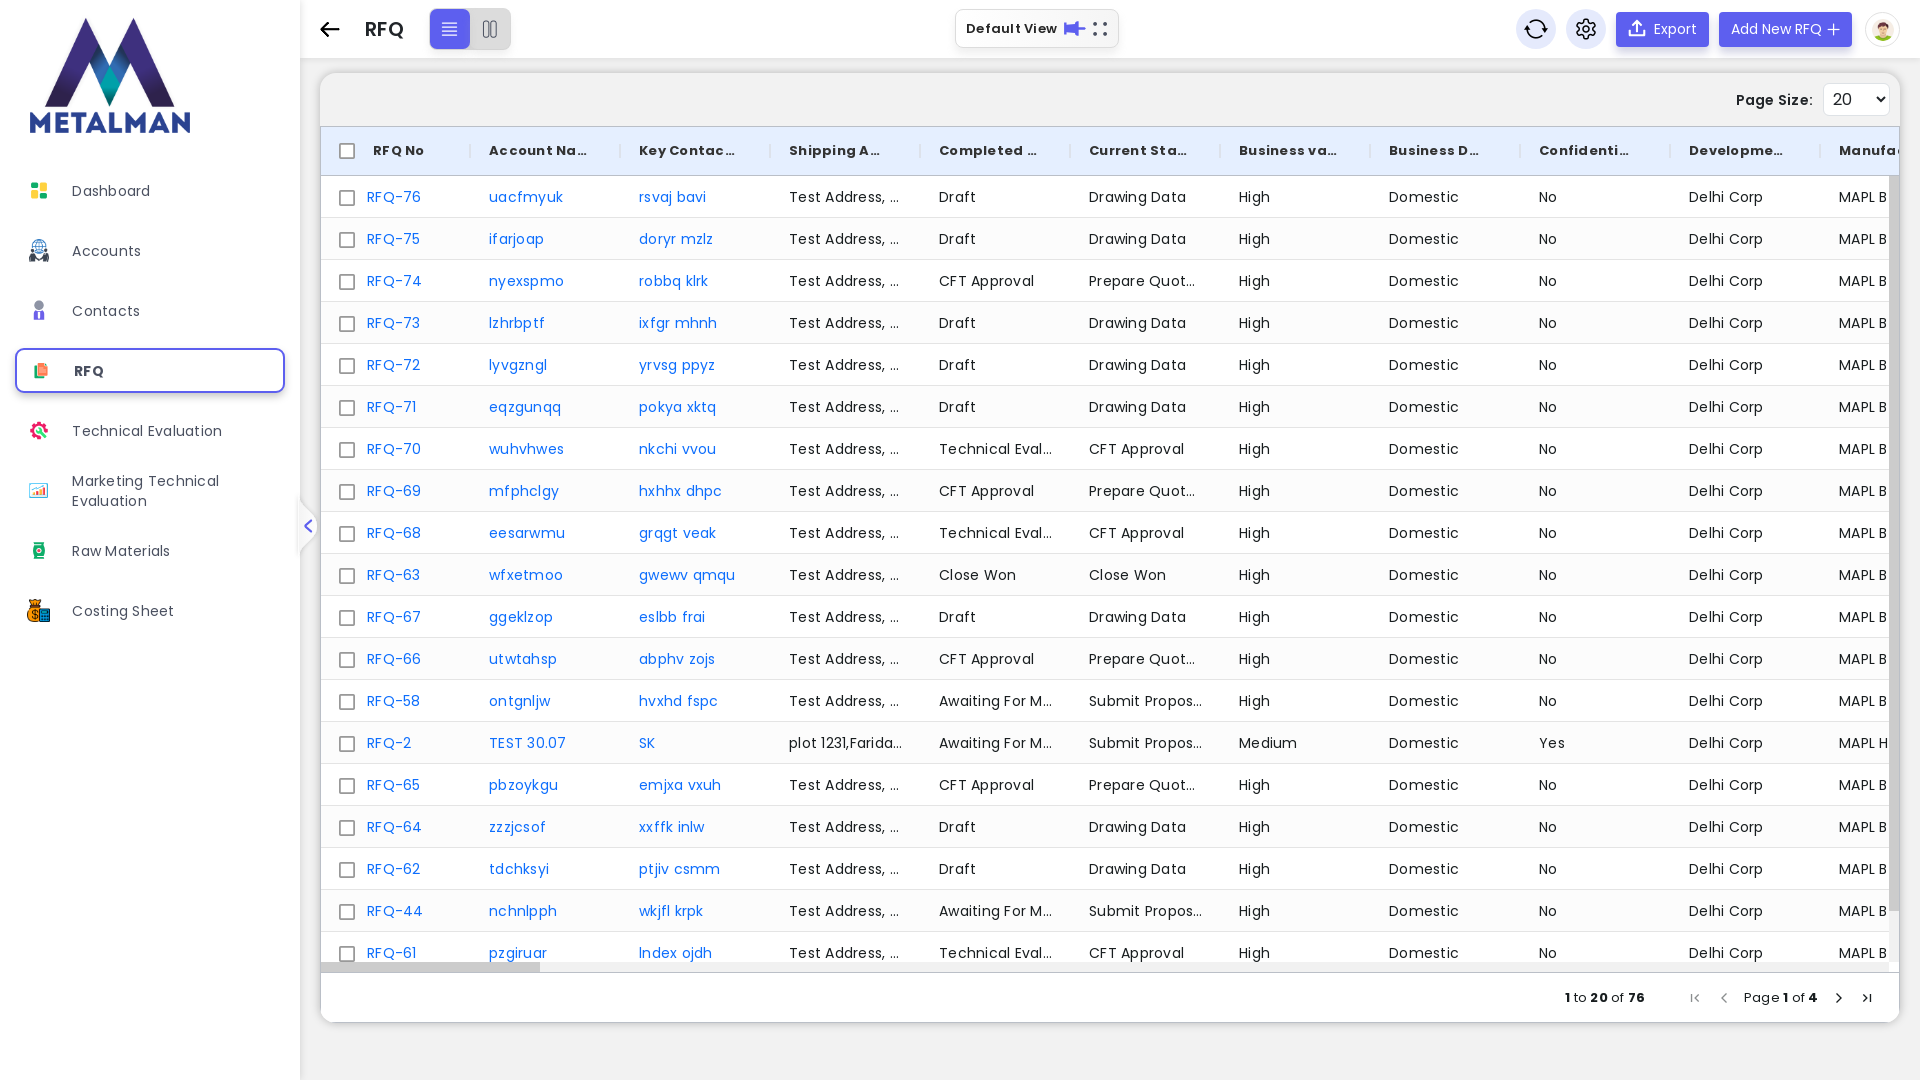 METALMAN
Dashboard
Accounts
Contacts
RFQ
Technical Evaluation
Marketing Technical
Evaluation
Raw Materials
Costing Sheet
RFQ
Default View
Export
Add New RFQ
Page Size: 20
RFQ No Account Na... Key Contac... Shipping A... Completed ... Current Sta... Business va... Business D... Confidenti... Developme... Manufac
RFQ-76 uacfmyuk rsvaj bavi Test Address, ... Draft Drawing Data High Domestic No Delhi Corp MAPL B
RFQ-75 ifarjoap doryr mzlz Test Address, ... Draft Drawing Data High Domestic No Delhi Corp MAPL B
RFQ-74 nyexspmo robbq klrk Test Address, ... CFT Approval Prepare Quot... High Domestic No Delhi Corp MAPL B
RFQ-73 lzhrbptf ixfgr mhnh Test Address, ... Draft Drawing Data High Domestic No Delhi Corp MAPL B
RFQ-72 lyvgzngl yrvsg ppyz Test Address, ... Draft Drawing Data High Domestic No Delhi Corp MAPL B
RFQ-71 eqzgunqq pokya xktq Test Address, ... Draft Drawing Data High Domestic No Delhi Corp MAPL B
RFQ-70 wuhvhwes nkchi vvou Test Address, ... Technical Eval... CFT Approval High Domestic No Delhi Corp MAPL B
RFQ-69 mfphclgy hxhhx dhpc Test Address, ... CFT Approval Prepare Quot... High Domestic No Delhi Corp MAPL B
RFQ-68 eesarwmu grqgt veak Test Address, ... Technical Eval... CFT Approval High Domestic No Delhi Corp MAPL B
RFQ-63 wfxetmoo gwewv qmqu Test Address, ... Close Won Close Won High Domestic No Delhi Corp MAPL B
RFQ-67 ggeklzop eslbb frai Test Address, ... Draft Drawing Data High Domestic No Delhi Corp MAPL B
RFQ-66 utwtahsp abphv zojs Test Address, ... CFT Approval Prepare Quot... High Domestic No Delhi Corp MAPL B
RFQ-58 ontgnljw hvxhd fspc Test Address, ... Awaiting For M... Submit Propos... High Domestic No Delhi Corp MAPL B
RFQ-2 TEST 30.07 SK plot 1231,Farida... Awaiting For M... Submit Propos... Medium Domestic Yes Delhi Corp MAPL H
RFQ-65 pbzoykgu emjxa vxuh Test Address, ... CFT Approval Prepare Quot... High Domestic No Delhi Corp MAPL B
RFQ-64 zzzjcsof xxffk inlw Test Address, ... Draft Drawing Data High Domestic No Delhi Corp MAPL B
RFQ-62 tdchksyi ptjiv csmm Test Address, ... Draft Drawing Data High Domestic No Delhi Corp MAPL B
RFQ-44 nchnlpph wkjfl krpk Test Address, ... Awaiting For M... Submit Propos... High Domestic No Delhi Corp MAPL B
RFQ-61 pzgiruar lndex ojdh Test Address, ... Technical Eval... CFT Approval High Domestic No Delhi Corp MAPL B
1 to 20 of 76 Page 1 of 4